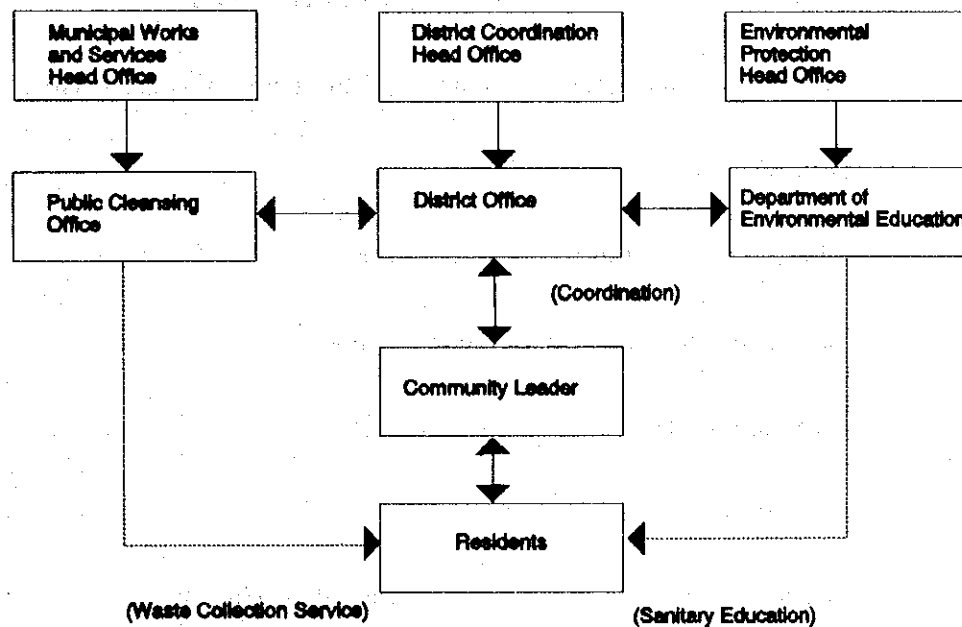 Municipal Works
and Services
Head Office
District Coordination
Head Office
Environmental
Protection
Head Office
Public Cleansing
Office
District Office
Department of
Environmental Education
(Coordination)
Community Leader
Residents
(Waste Collection Service)
(Sanitary Education)